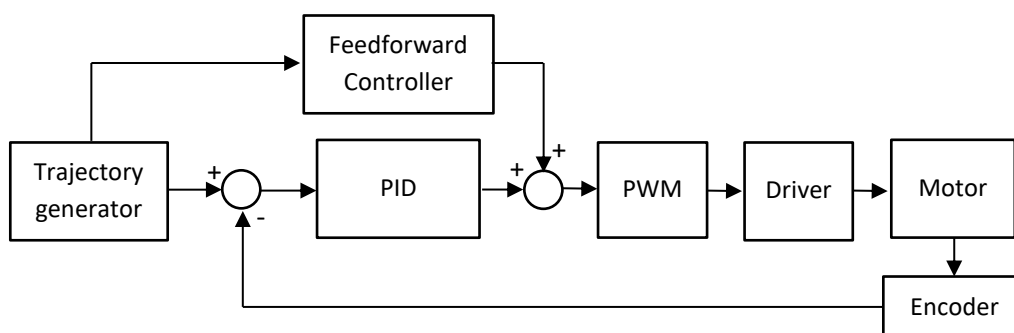 Feedforward
Controller
+
Trajectory
generator
+
-
PID
+
PWM
Driver
Motor
Encoder